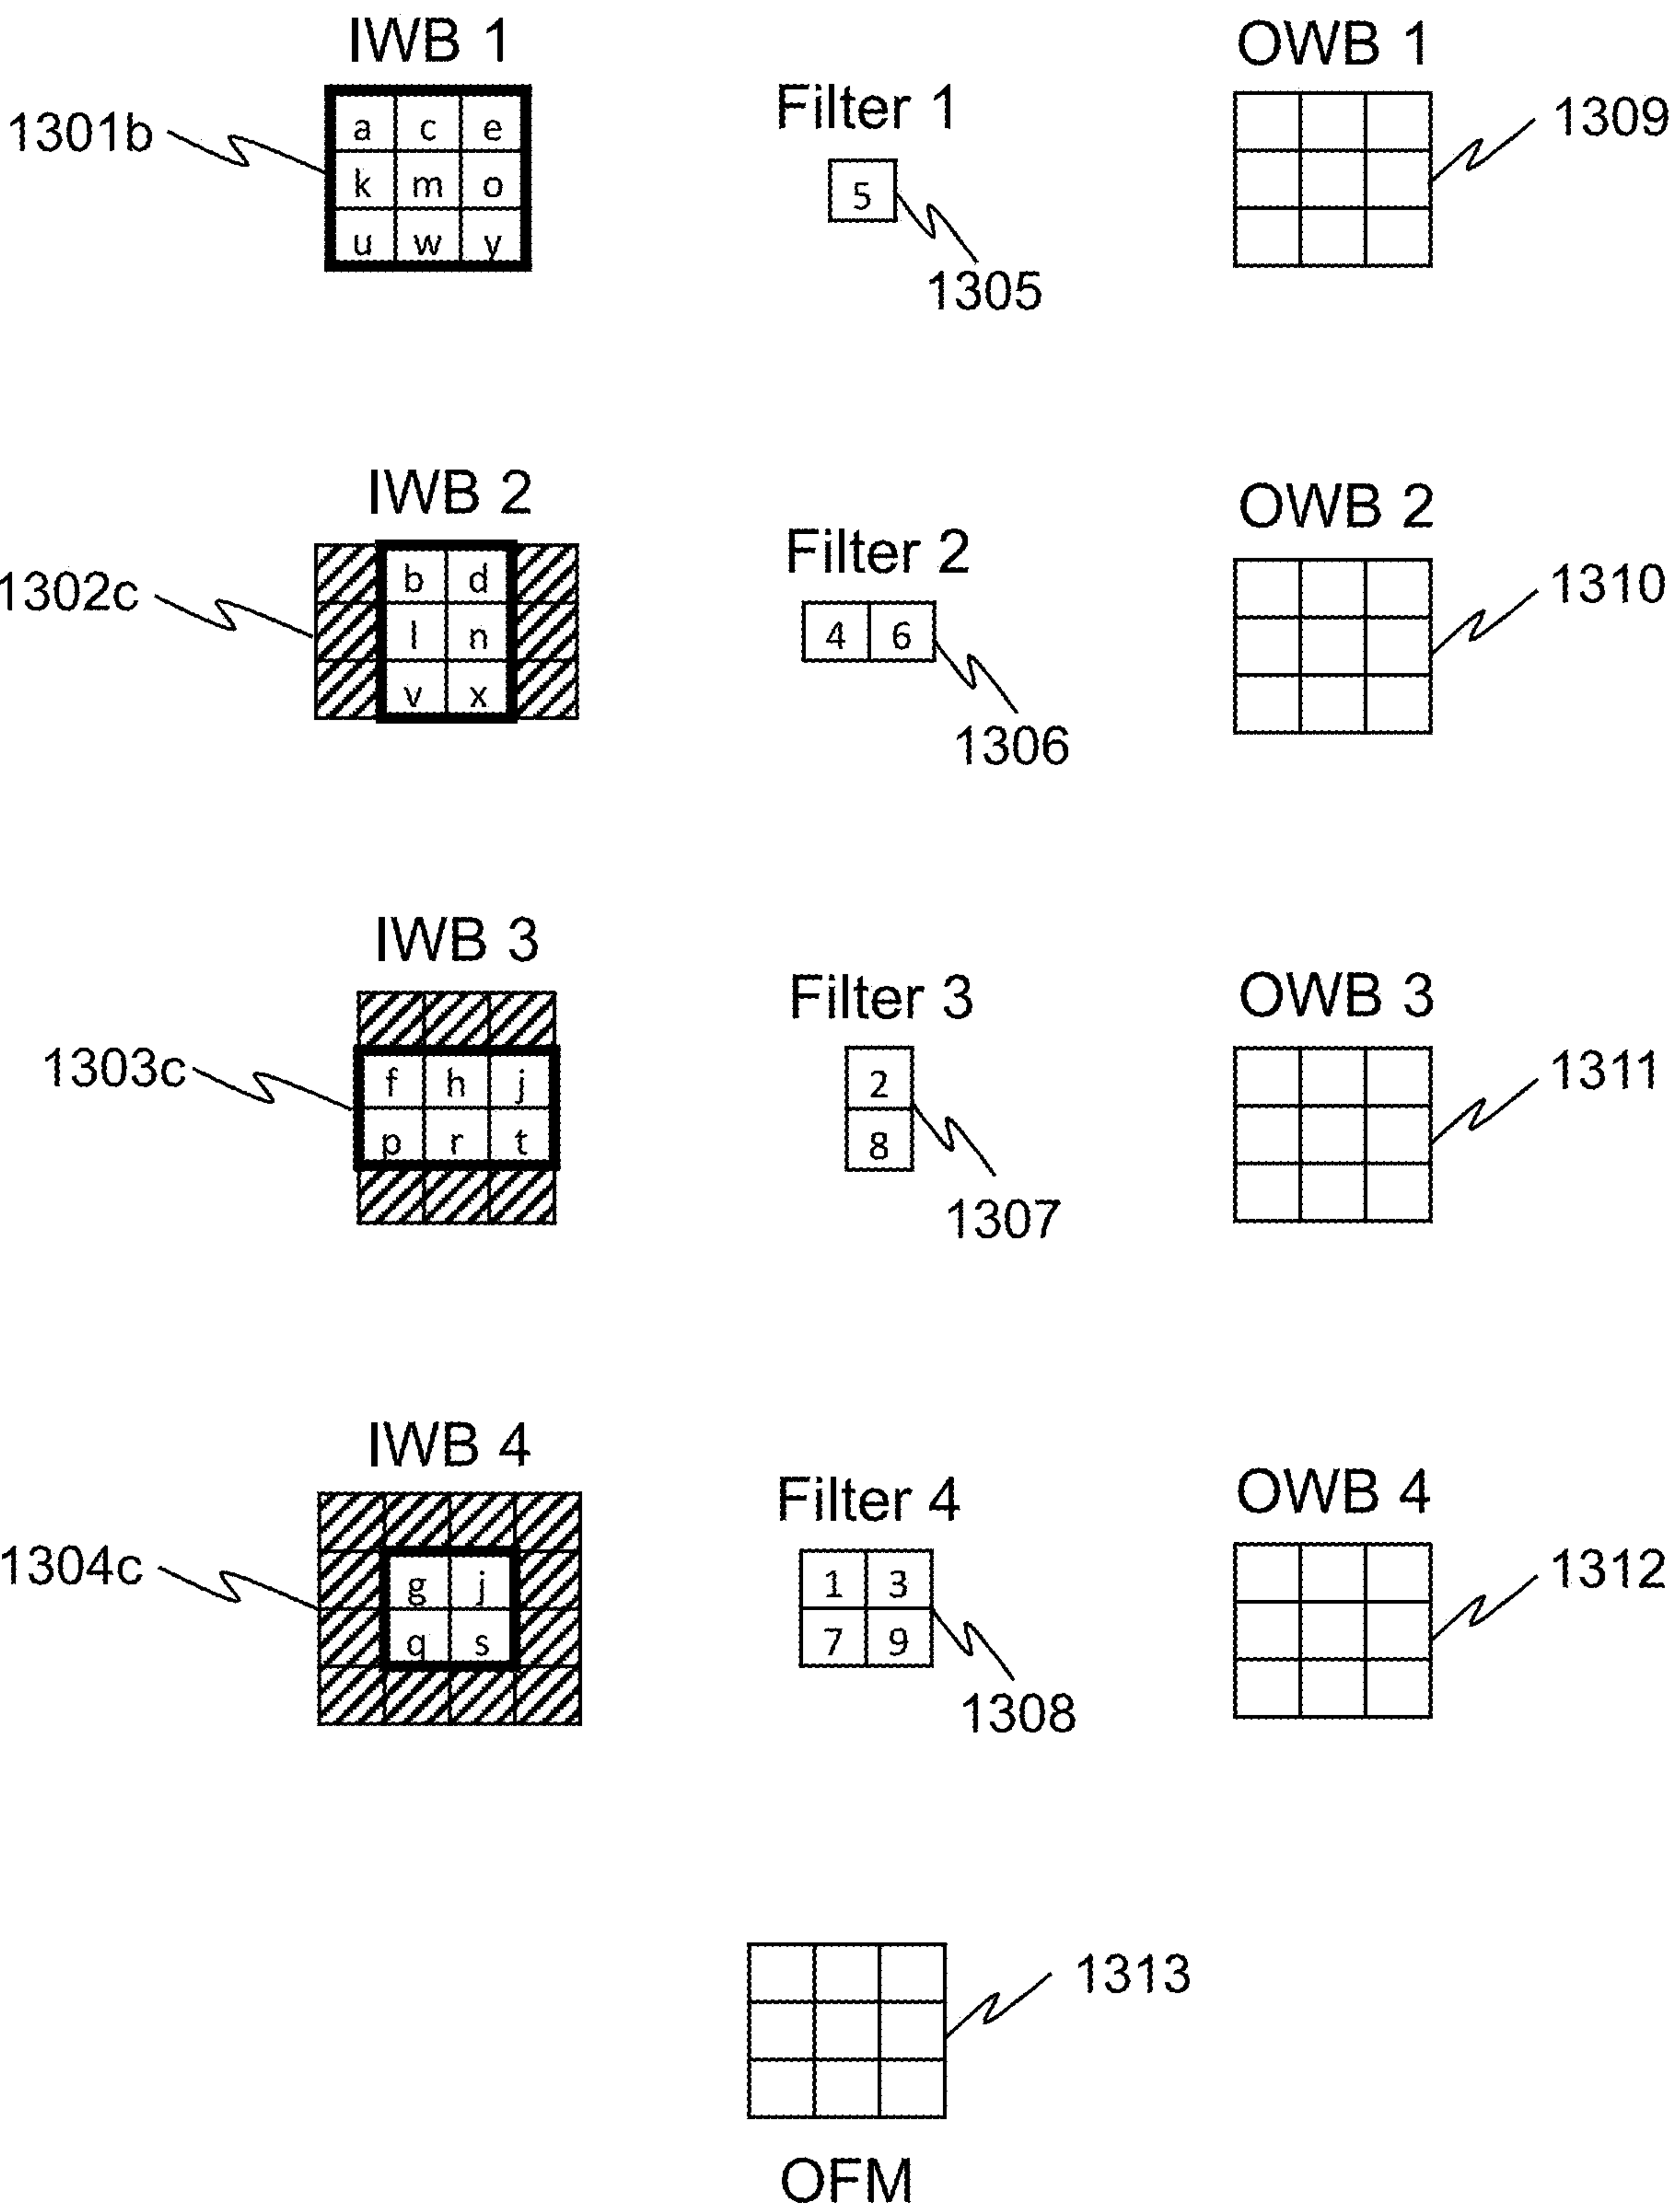 IWB 1
OWB 1
1301b
a c e
k m o
u w y
Filter 1
5
1305
1309
IWB 2
OWB 2
1302c
b d
l n
v x
Filter 2
4 6
1306
1310
IWB 3
OWB 3
1303c
f h j
p r t
Filter 3
2
8
1307
1311
IWB 4
OWB 4
1304c
g j
q s
Filter 4
1 3
7 9
1308
1312
1313
OFM